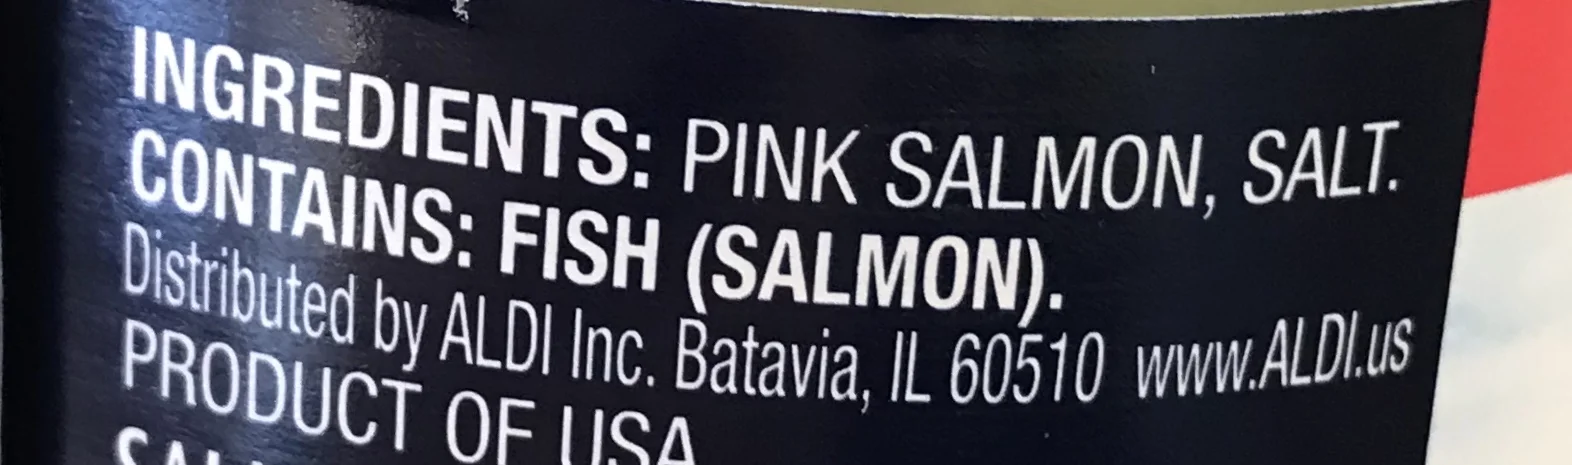 INGREDIENTS: PINK SALMON, SALT.
CONTAINS: FISH (SALMON).
Distributed by ALDI Inc. Batavia, IL 60510 www.ALDI.us
PRODUCT OF USA